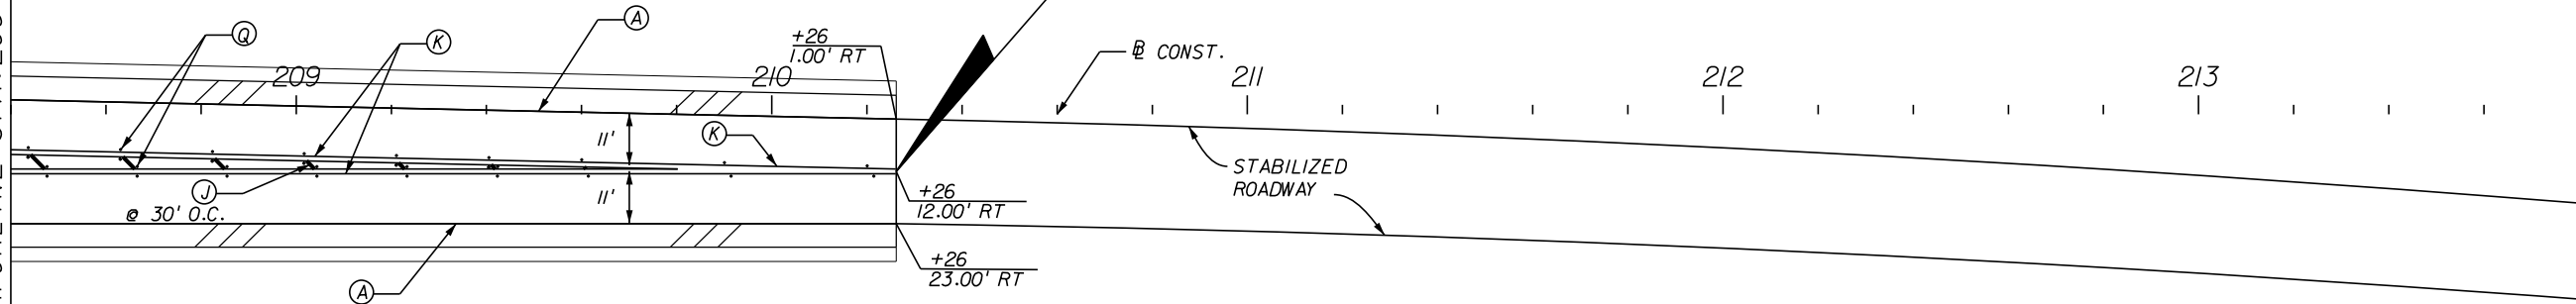 Q
K
A
+26
1.00' RT
℄ CONST.
209
210
211
212
213
11'
K
STABILIZED
ROADWAY
J
@ 30' O.C.
11'
+26
12.00' RT
+26
23.00' RT
A